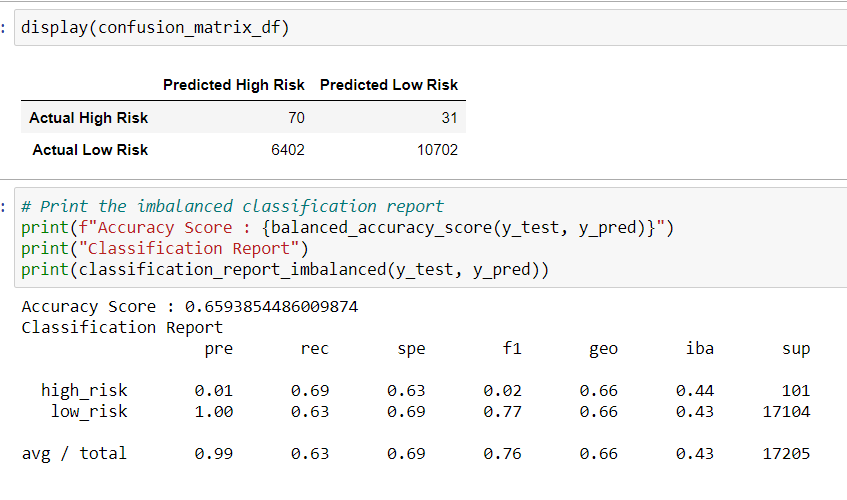 : display(confusion_matrix_df)
Predicted High Risk Predicted Low Risk
Actual High Risk 70 31
Actual Low Risk 6402 10702
: # Print the imbalanced classification report
print(f"Accuracy Score : {balanced_accuracy_score(y_test, y_pred)}")
print("Classification Report")
print(classification_report_imbalanced(y_test, y_pred))
Accuracy Score : 0.6593854486009874
Classification Report
pre rec spe f1 geo iba sup
high_risk 0.01 0.69 0.63 0.02 0.66 0.44 101
low_risk 1.00 0.63 0.69 0.77 0.66 0.43 17104
avg / total 0.99 0.63 0.69 0.76 0.66 0.43 17205